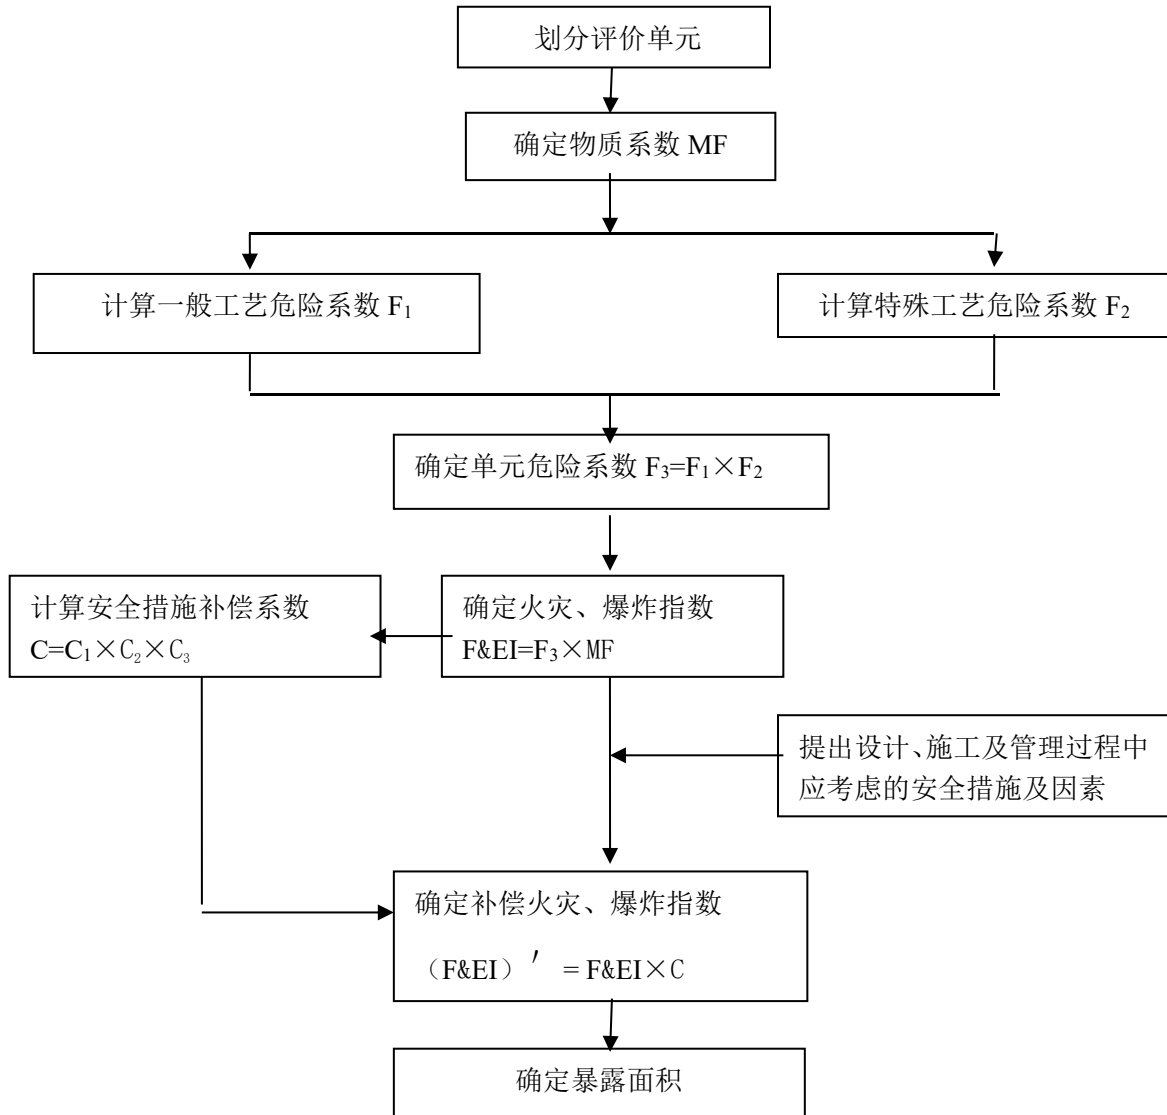 划分评价单元
确定物质系数 MF
计算一般工艺危险系数 F₁
计算特殊工艺危险系数 F₂
确定单元危险系数 F₃=F₁×F₂
计算安全措施补偿系数
C=C₁×C₂×C₃
确定火灾、爆炸指数
F&EI=F₃×MF
提出设计、施工及管理过程中
应考虑的安全措施及因素
确定补偿火灾、爆炸指数
（F&EI）′ = F&EI×C
确定暴露面积